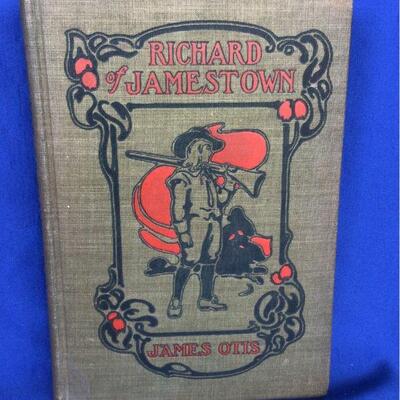 RICHARD
of JAMESTOWN
JAMES OTIS